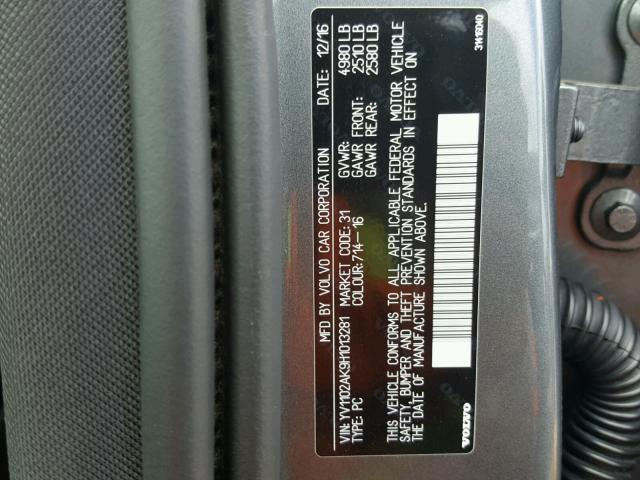 MFD BY VOLVO CAR CORPORATION 12/16
VIN: YV1102AK9H1013281 MARKET CODE: 31 GVWR: 4980 LB
TYPE: PC COLOUR: 714-16 GAWR FRONT: 2510 LB
GAWR REAR: 2580 LB
THIS VEHICLE CONFORMS TO ALL APPLICABLE FEDERAL MOTOR VEHICLE
SAFETY, BUMPER AND THEFT PREVENTION STANDARDS IN EFFECT ON
THE DATE OF MANUFACTURE SHOWN ABOVE.
VOLVO 31416040